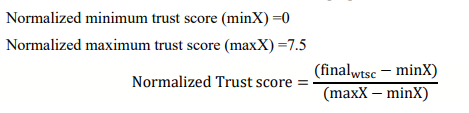 Normalized minimum trust score (minX) =0
Normalized maximum trust score (maxX) =7.5
Normalized Trust score = (final_wtsc − minX) / (maxX − minX)